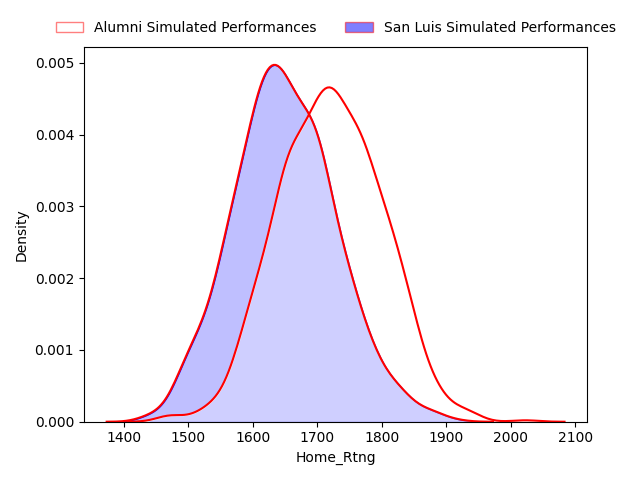 Alumni Simulated Performances
San Luis Simulated Performances
0.005
0.004
0.003
0.002
0.001
0.000
Density
1400 1500 1600 1700 1800 1900 2000 2100
Home_Rtng